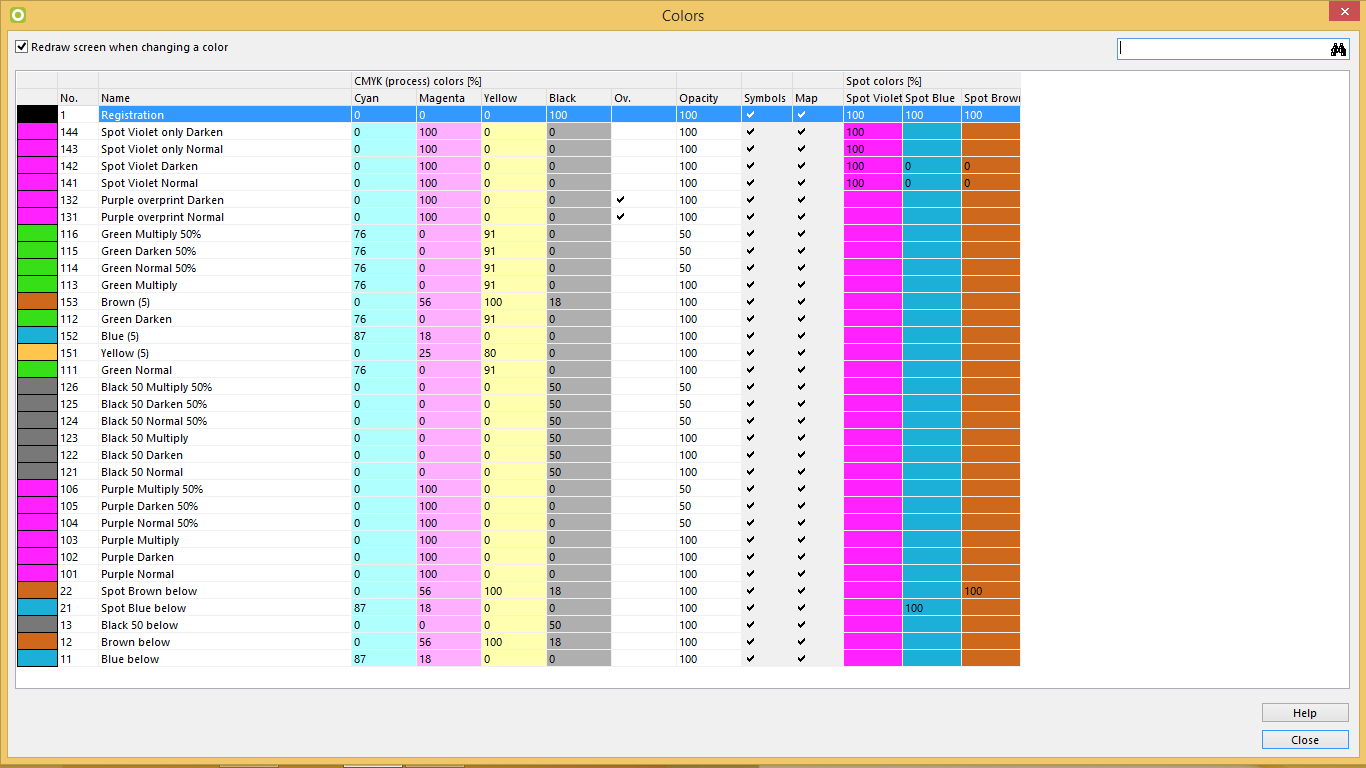 Colors
Redraw screen when changing a color
CMYK (process) colors [%] Spot colors [%]
No. Name Cyan Magenta Yellow Black Ov. Opacity Symbols Map Spot Violet Spot Blue Spot Brown
1 Registration 0 0 0 100 100 100 100 100
144 Spot Violet only Darken 0 100 0 0 100 100
143 Spot Violet only Normal 0 100 0 0 100 100
142 Spot Violet Darken 0 100 0 0 100 100 0 0
141 Spot Violet Normal 0 100 0 0 100 100 0 0
132 Purple overprint Darken 0 100 0 0 100
131 Purple overprint Normal 0 100 0 0 100
116 Green Multiply 50% 76 0 91 0 50
115 Green Darken 50% 76 0 91 0 50
114 Green Normal 50% 76 0 91 0 50
113 Green Multiply 76 0 91 0 100
153 Brown (5) 0 56 100 18 100
112 Green Darken 76 0 91 0 100
152 Blue (5) 87 18 0 0 100
151 Yellow (5) 0 25 80 0 100
111 Green Normal 76 0 91 0 100
126 Black 50 Multiply 50% 0 0 0 50 50
125 Black 50 Darken 50% 0 0 0 50 50
124 Black 50 Normal 50% 0 0 0 50 50
123 Black 50 Multiply 0 0 0 50 100
122 Black 50 Darken 0 0 0 50 100
121 Black 50 Normal 0 0 0 50 100
106 Purple Multiply 50% 0 100 0 0 50
105 Purple Darken 50% 0 100 0 0 50
104 Purple Normal 50% 0 100 0 0 50
103 Purple Multiply 0 100 0 0 100
102 Purple Darken 0 100 0 0 100
101 Purple Normal 0 100 0 0 100
22 Spot Brown below 0 56 100 18 100 100
21 Spot Blue below 87 18 0 0 100 100
13 Black 50 below 0 0 0 50 100
12 Brown below 0 56 100 18 100
11 Blue below 87 18 0 0 100
Help
Close